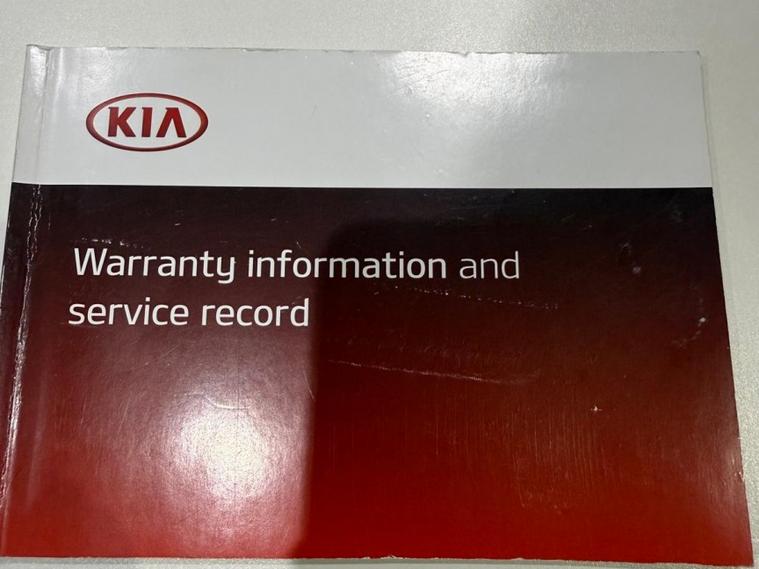 KIA
Warranty information and
service record